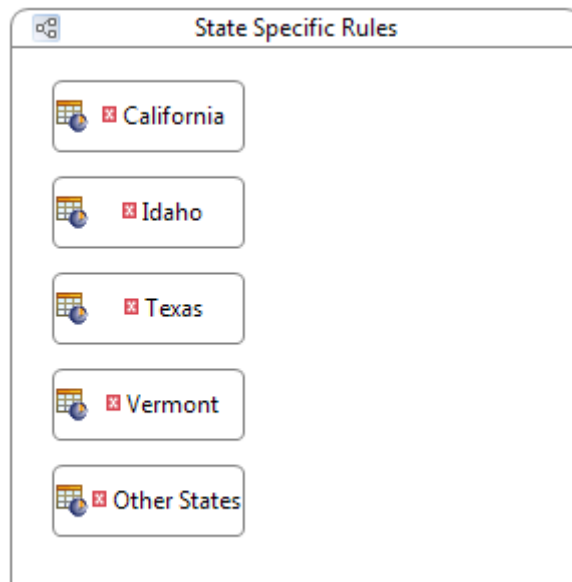 State Specific Rules
California
Idaho
Texas
Vermont
Other States